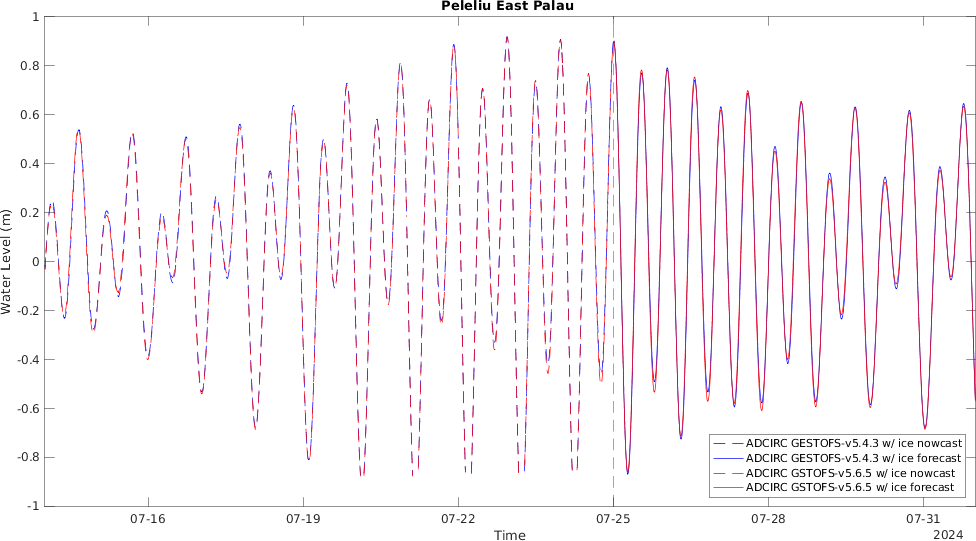 Peleliu East Palau
Water Level (m)
1
0.8
0.6
0.4
0.2
0
-0.2
-0.4
-0.6
-0.8
-1
ADCIRC GESTOFS-v5.4.3 w/ ice nowcast
ADCIRC GESTOFS-v5.4.3 w/ ice forecast
ADCIRC GSTOFS-v5.6.5 w/ ice nowcast
ADCIRC GSTOFS-v5.6.5 w/ ice forecast
07-16 07-19 07-22 07-25 07-28 07-31
Time
2024